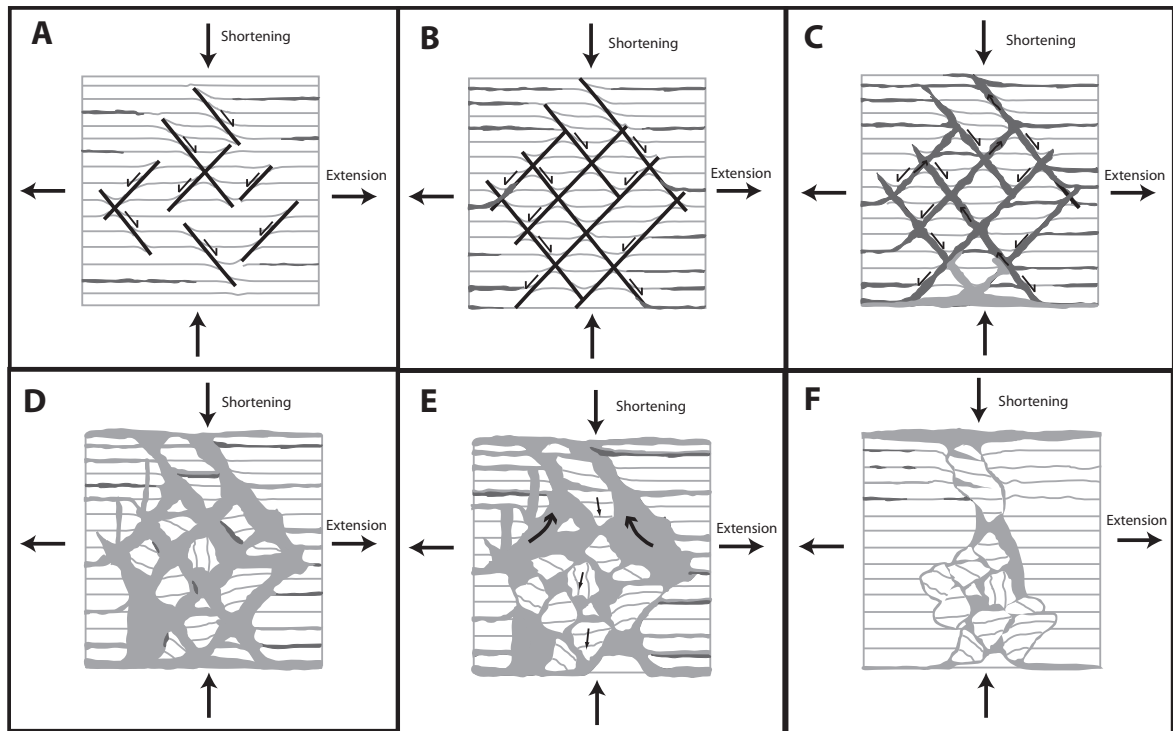 A
Shortening
Extension
B
Shortening
Extension
C
Shortening
Extension
D
Shortening
Extension
E
Shortening
Extension
F
Shortening
Extension